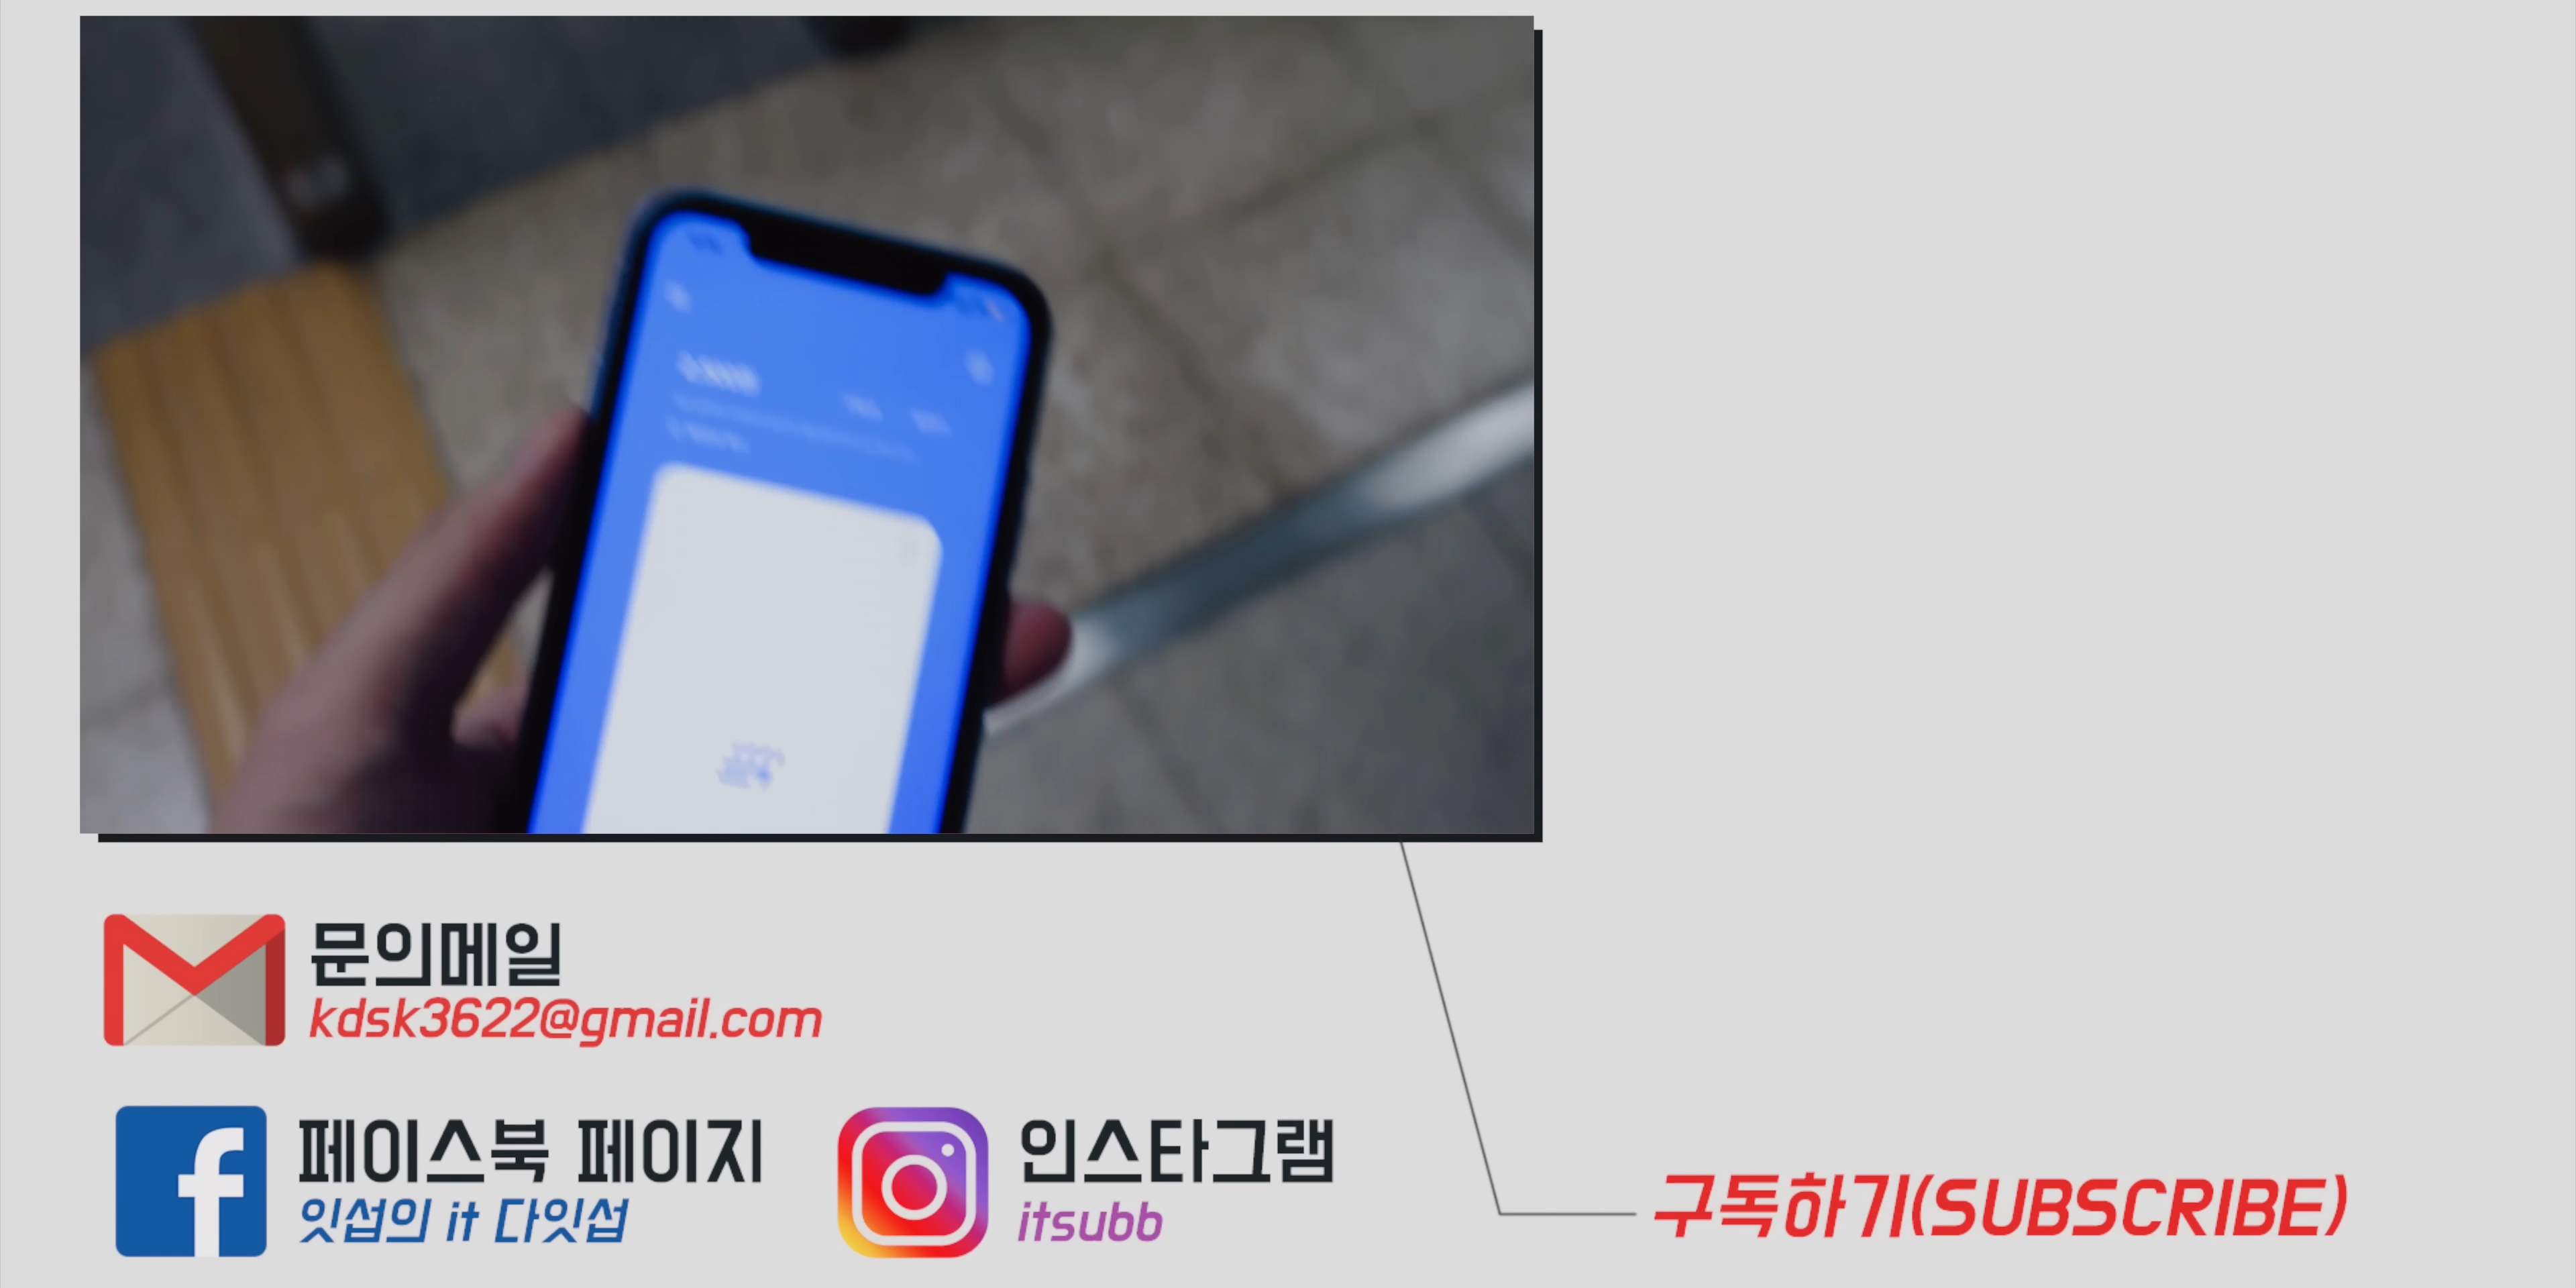 문의메일
kdsk3622@gmail.com
페이스북 페이지
잇섭의 it 다잇섭
인스타그램
itsubb
구독하기(SUBSCRIBE)